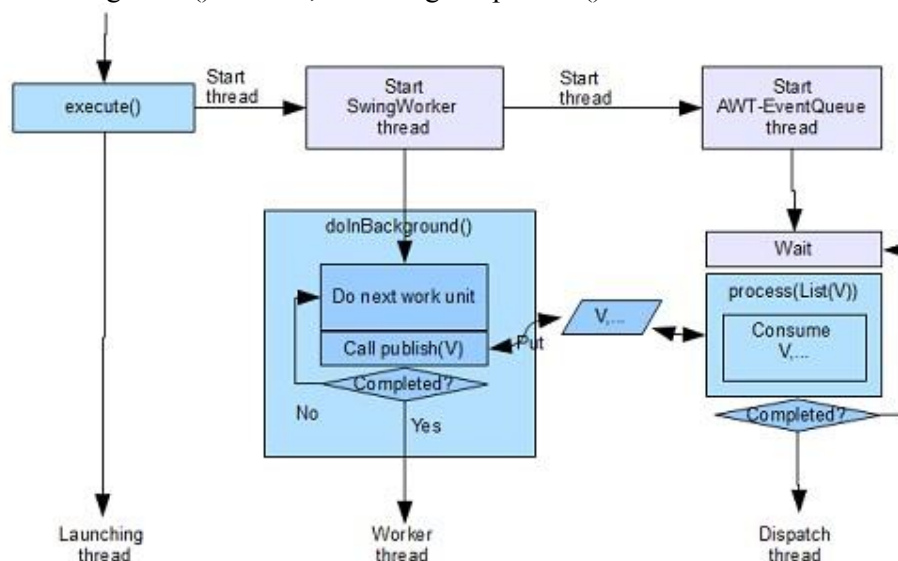 execute()
Start
thread
Start
SwingWorker
thread
Start
thread
Start
AWT-EventQueue
thread
doInBackground()
Wait
Do next work unit
process(List(V))
V,...
Consume
V,...
Put
Call publish(V)
Completed?
Completed?
No
Yes
Launching
thread
Worker
thread
Dispatch
thread